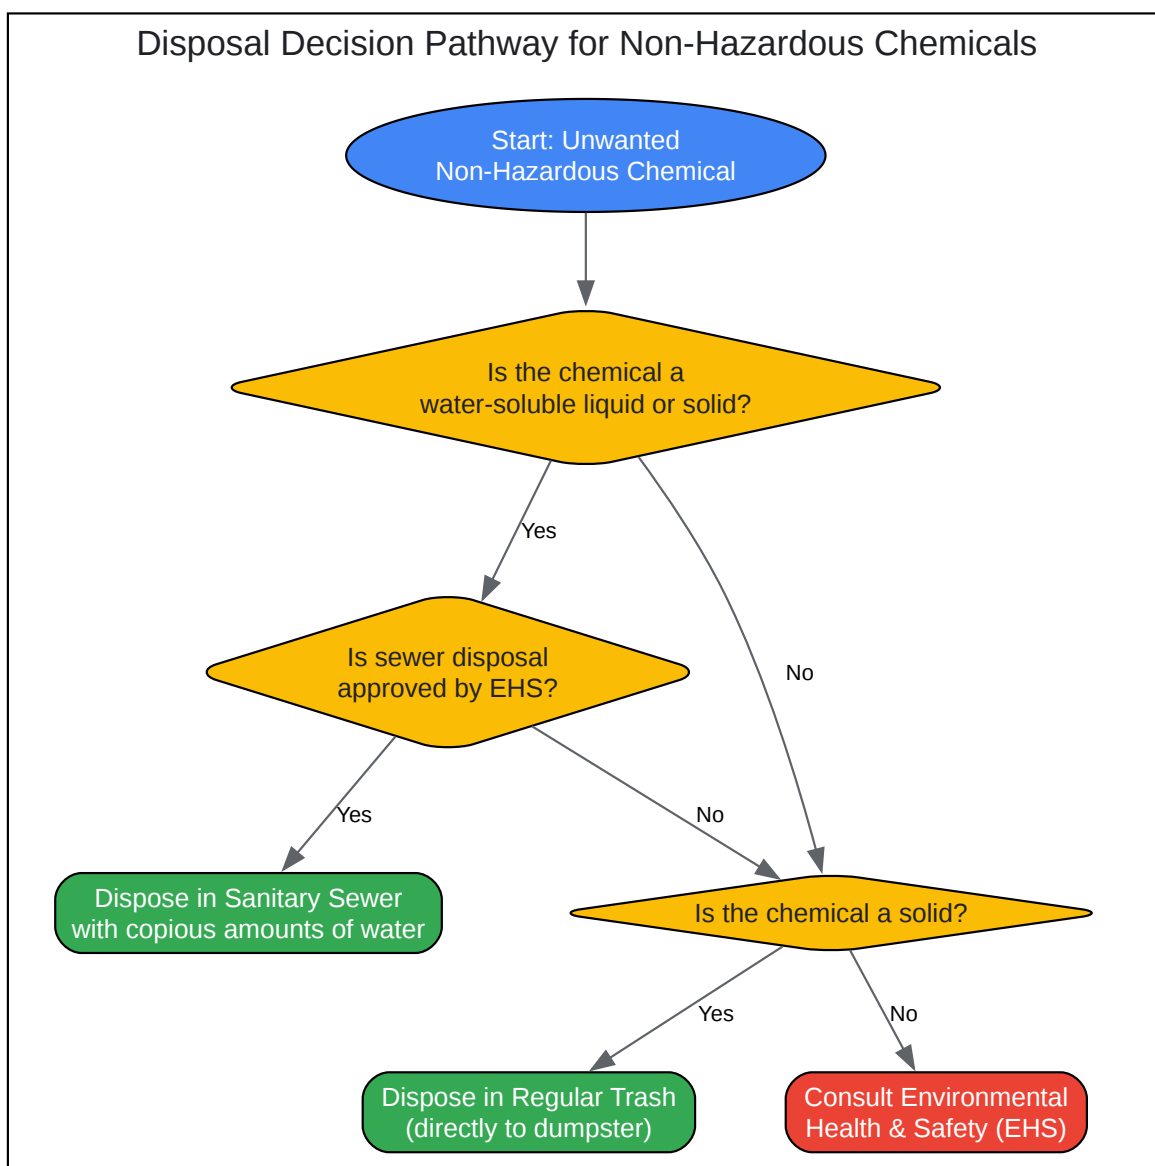 Disposal Decision Pathway for Non-Hazardous Chemicals
Start: Unwanted
Non-Hazardous Chemical
Is the chemical a
water-soluble liquid or solid?
Yes
No
Is sewer disposal
approved by EHS?
Yes
No
Dispose in Sanitary Sewer
with copious amounts of water
Is the chemical a solid?
Yes
No
Dispose in Regular Trash
(directly to dumpster)
Consult Environmental
Health & Safety (EHS)